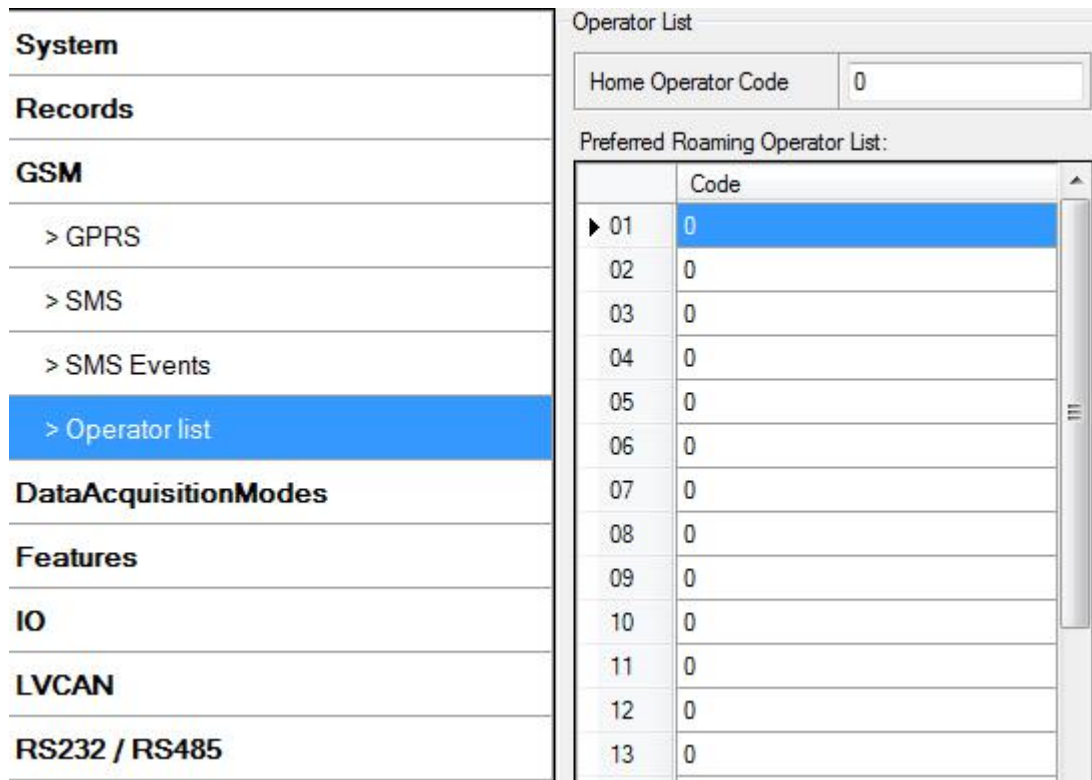 System
Records
GSM
> GPRS
> SMS
> SMS Events
> Operator list
DataAcquisitionModes
Features
IO
LVCAN
RS232 / RS485
Operator List
Home Operator Code 0
Preferred Roaming Operator List:
Code
01 0
02 0
03 0
04 0
05 0
06 0
07 0
08 0
09 0
10 0
11 0
12 0
13 0